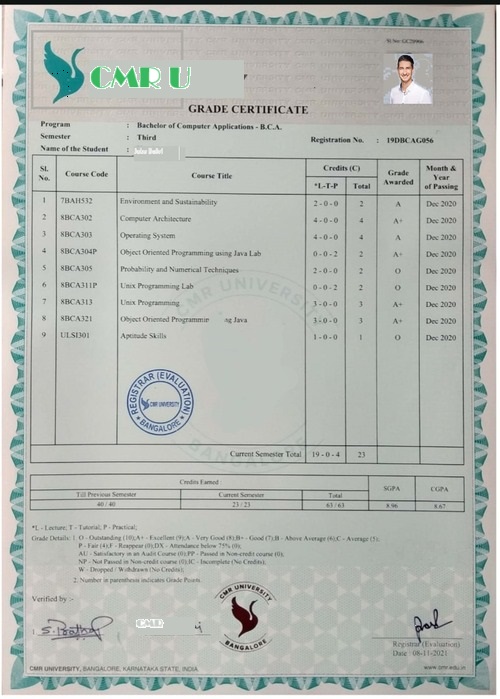 CMR U
GRADE CERTIFICATE
Program : Bachelor of Computer Applications - B.C.A.
Semester : Third
Registration No. : 19DBCAG056
Name of the Student :
Sl. No. Course Code Course Title Credits (C) *L-T-P Total Grade Awarded Month & Year of Passing
1 7BAH532 Environment and Sustainability 2 - 0 - 0 2 A Dec 2020
2 8BCA302 Computer Architecture 4 - 0 - 0 4 A+ Dec 2020
3 8BCA303 Operating System 4 - 0 - 0 4 A Dec 2020
4 8BCA304P Object Oriented Programming using Java Lab 0 - 0 - 2 2 A+ Dec 2020
5 8BCA305 Probability and Numerical Techniques 2 - 0 - 0 2 O Dec 2020
6 8BCA311P Unix Programming Lab 0 - 0 - 2 2 O Dec 2020
7 8BCA313 Unix Programming 3 - 0 - 0 3 A+ Dec 2020
8 8BCA321 Object Oriented Programmin ng Java 3 - 0 - 0 3 A+ Dec 2020
9 ULSI301 Aptitude Skills 1 - 0 - 0 1 O Dec 2020
REGISTRAR (EVALUATION)
CMR UNIVERSITY
BANGALORE
CMR UNIVERSITY
BANGALORE
Current Semester Total 19 - 0 - 4 23
Credits Earned SGPA CGPA
Till Previous Semester Current Semester Total
40 / 40 23 / 23 63 / 63 8.96 8.67
*L - Lecture; T - Tutorial; P - Practical;
Grade Details: 1. O - Outstanding (10);A+ - Excellent (9);A - Very Good (8);B+ - Good (7);B - Above Average (6);C - Average (5);
P - Fair (4);F - Reappear (0);DX - Attendance below 75% (0);
AU - Satisfactory in an Audit Course (0);PP - Passed in Non-credit course (0);
NP - Not Passed in Non-credit course (0);IC - Incomplete (No Credits);
W - Dropped / Withdrawn (No Credits);
2. Number in parenthesis indicates Grade Points.
Verified by :-
CMR UNIVERSITY
BANGALORE
Registrar (Evaluation)
Date : 08-11-2021
CMR UNIVERSITY, BANGALORE, KARNATAKA STATE, INDIA.
www.cmr.edu.in